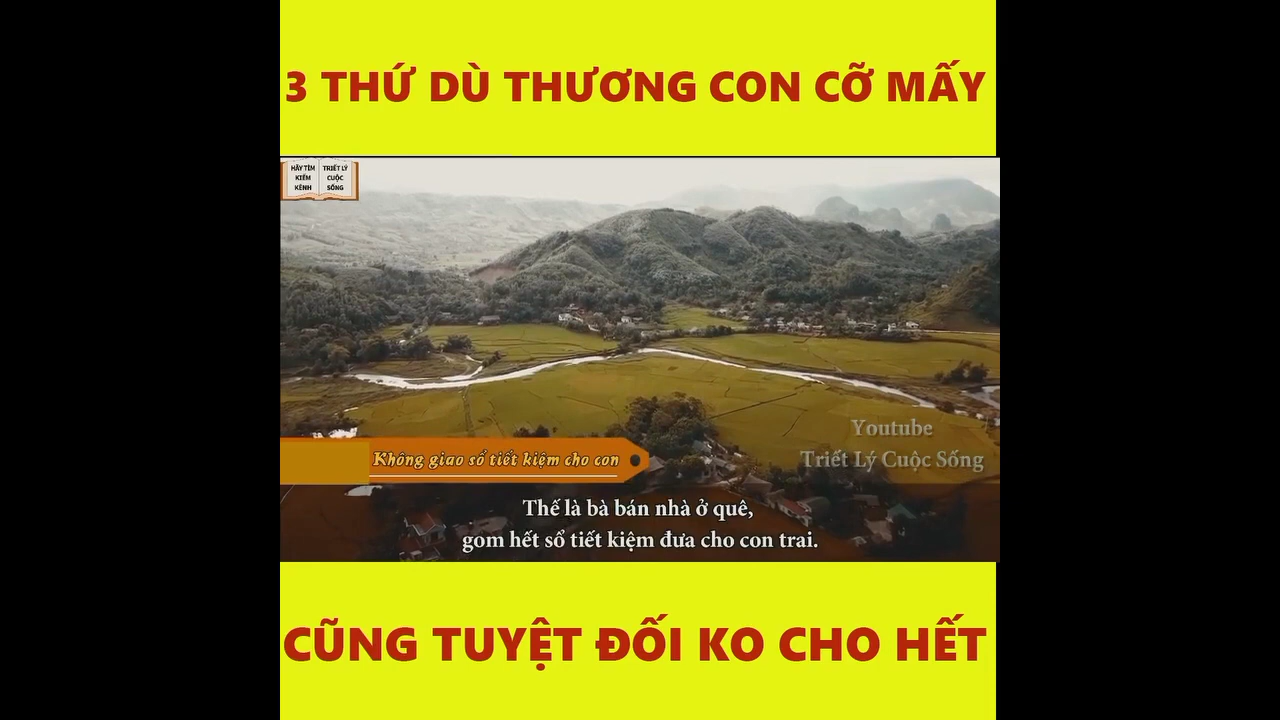 3 THỨ DÙ THƯƠNG CON CỠ MẤY
HÃY TÌM
KIẾM
KÊNH
TRIẾT LÝ
CUỘC
SỐNG
Youtube
Triết Lý Cuộc Sống
Không giao sổ tiết kiệm cho con
Thế là bà bán nhà ở quê,
gom hết sổ tiết kiệm đưa cho con trai.
CŨNG TUYỆT ĐỐI KO CHO HẾT